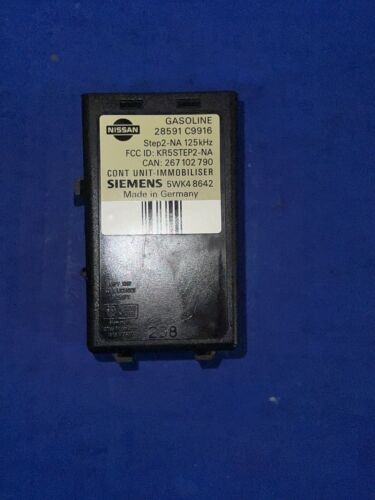 NISSAN
GASOLINE
28591 C9916
Step2-NA 125kHz
FCC ID: KR5STEP2-NA
CAN: 267 102 790
CONT UNIT-IMMOBILISER
SIEMENS 5WK4 8642
Made in Germany
238